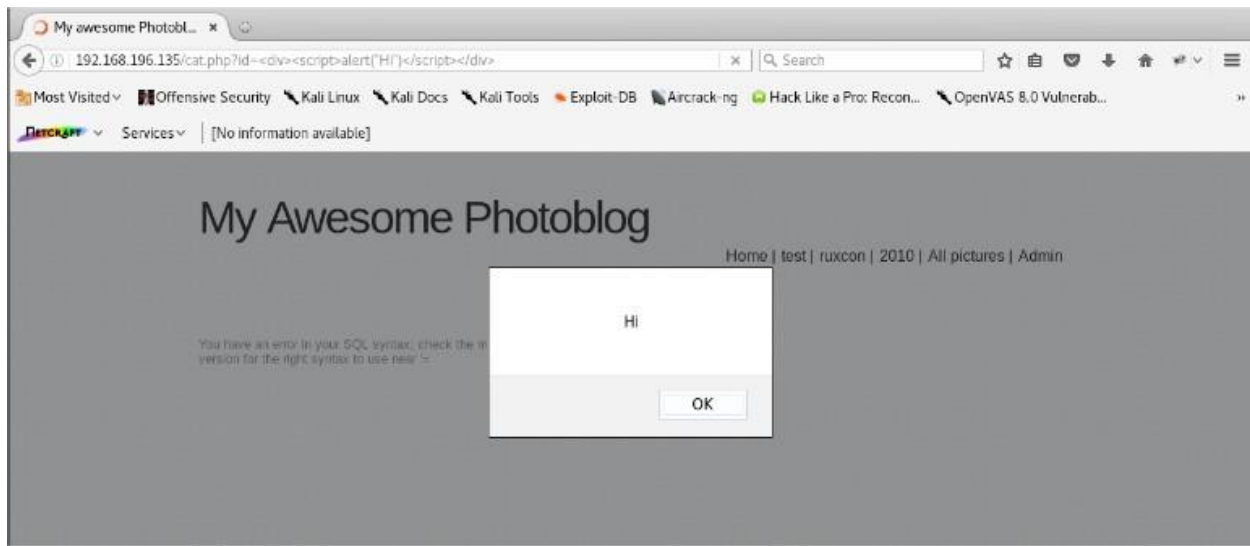 My awesome Photobl...
192.168.196.135/cat.php?id=<div><script>alert("Hi")</script></div>
Search
Most Visited Offensive Security Kali Linux Kali Docs Kali Tools Exploit-DB Aircrack-ng Hack Like a Pro: Recon... OpenVAS 8.0 Vulnerab... »
NETCRAFT Services [No information available]
My Awesome Photoblog
Home | test | ruxcon | 2010 | All pictures | Admin
Hi
You have an error in your SQL syntax; check the
version for the right syntax to use near '=
OK